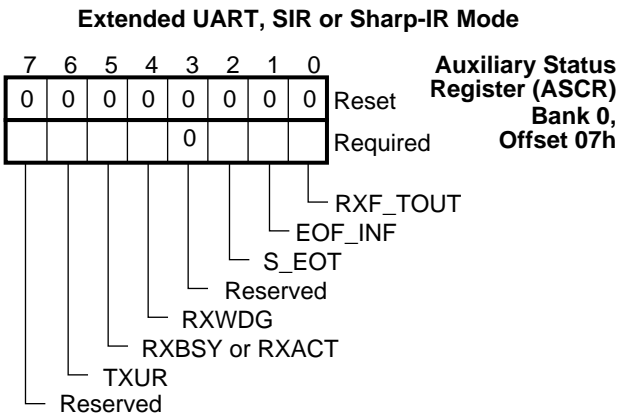 Extended UART, SIR or Sharp-IR Mode
7 6 5 4 3 2 1 0
Auxiliary Status
Register (ASCR)
Bank 0,
Offset 07h
0 0 0 0 0 0 0 0 Reset
0 Required
RXF_TOUT
EOF_INF
S_EOT
Reserved
RXWDG
RXBSY or RXACT
TXUR
Reserved